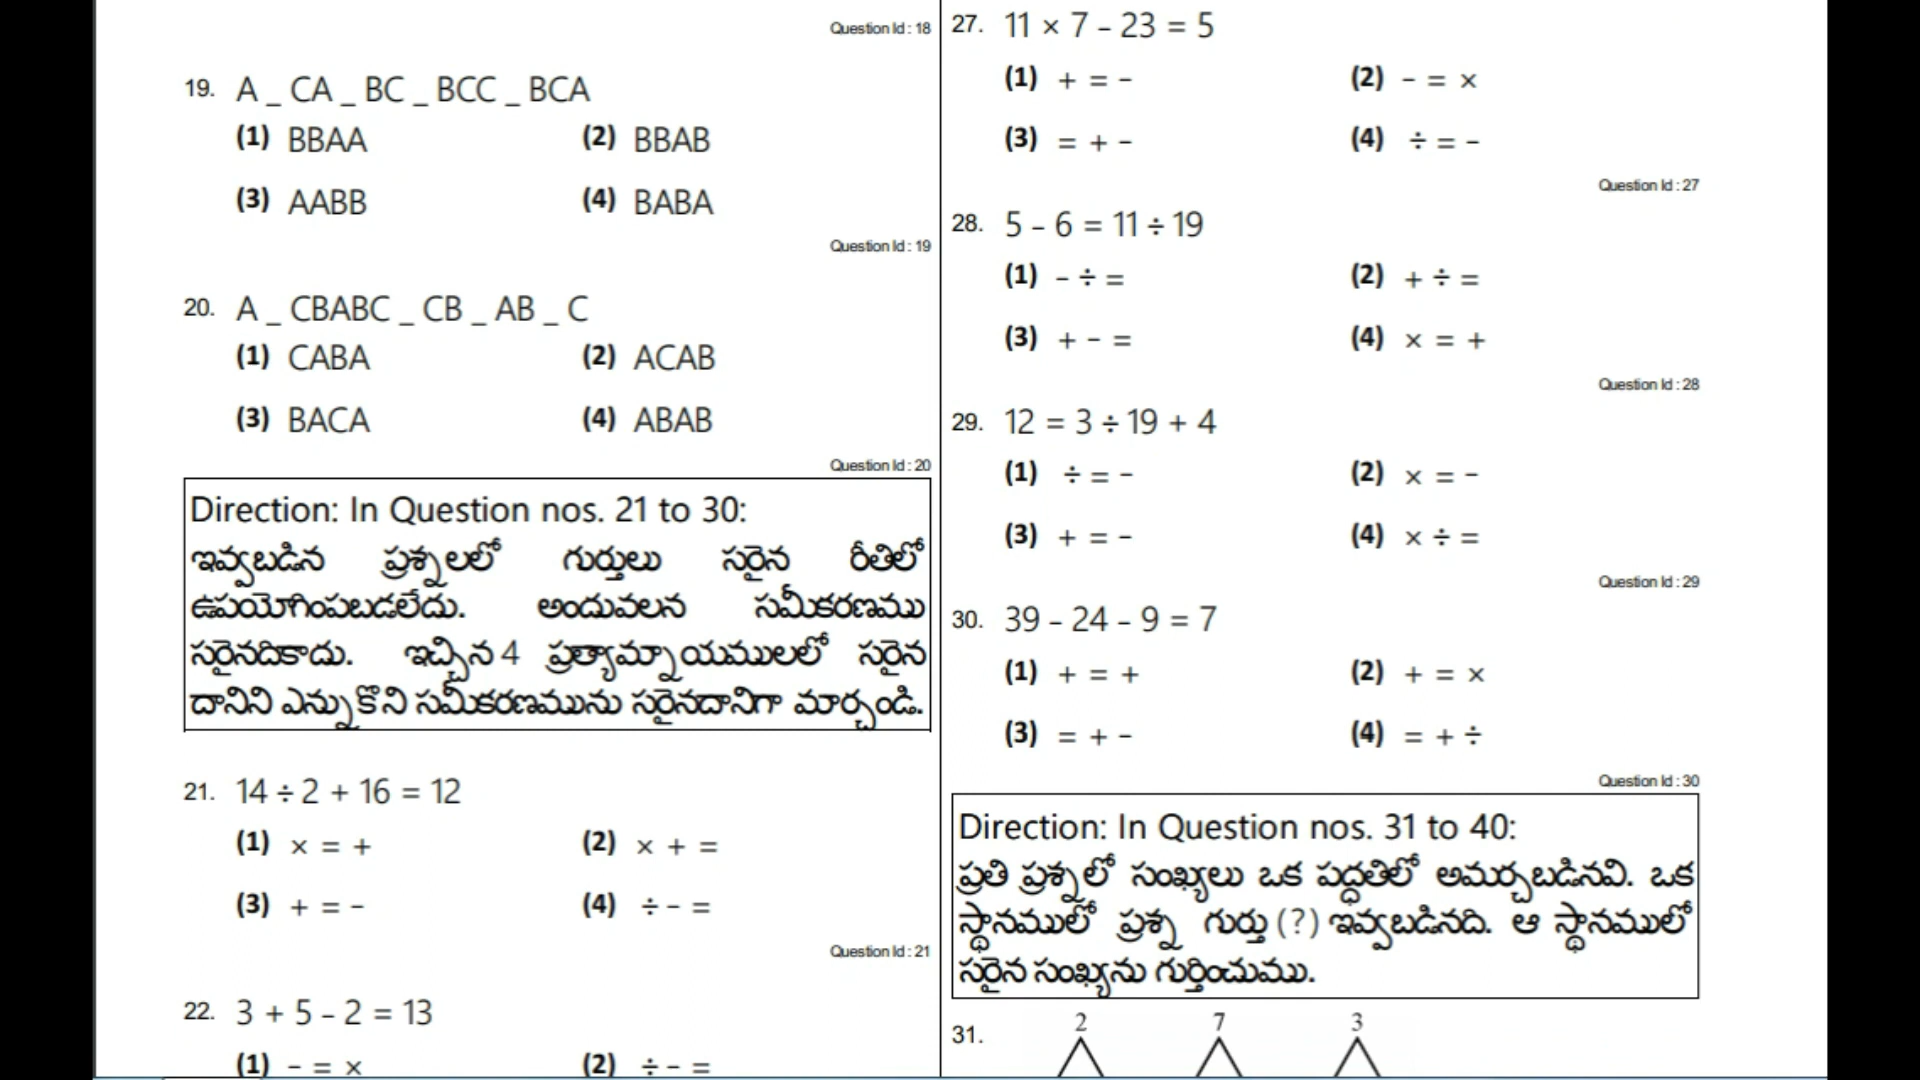 Question Id : 18
19. A _ CA _ BC _ BCC _ BCA
(1) BBAA (2) BBAB
(3) AABB (4) BABA
Question Id : 19
20. A _ CBABC _ CB _ AB _ C
(1) CABA (2) ACAB
(3) BACA (4) ABAB
Question Id : 20
Direction: In Question nos. 21 to 30:
ఇవ్వబడిన ప్రశ్నలలో గుర్తులు సరైన రీతిలో
ఉపయోగింపబడలేదు. అందువలన సమీకరణము
సరైనదికాదు. ఇచ్చిన 4 ప్రత్యామ్నాయములలో సరైన
దానిని ఎన్నుకొని సమీకరణమును సరైనదానిగా మార్చండి.
21. 14 ÷ 2 + 16 = 12
(1) × = + (2) × + =
(3) + = - (4) ÷ - =
Question Id : 21
22. 3 + 5 - 2 = 13
(1) - = × (2) ÷ - =
27. 11 × 7 - 23 = 5
(1) + = - (2) - = ×
(3) = + - (4) ÷ = -
Question Id : 27
28. 5 - 6 = 11 ÷ 19
(1) - ÷ = (2) + ÷ =
(3) + - = (4) × = +
Question Id : 28
29. 12 = 3 ÷ 19 + 4
(1) ÷ = - (2) × = -
(3) + = - (4) × ÷ =
Question Id : 29
30. 39 - 24 - 9 = 7
(1) + = + (2) + = ×
(3) = + - (4) = + ÷
Question Id : 30
Direction: In Question nos. 31 to 40:
ప్రతి ప్రశ్నలో సంఖ్యలు ఒక పద్ధతిలో అమర్చబడినవి. ఒక
స్థానములో ప్రశ్న గుర్తు (?) ఇవ్వబడినది. ఆ స్థానములో
సరైన సంఖ్యను గుర్తించుము.
31. 2 7 3